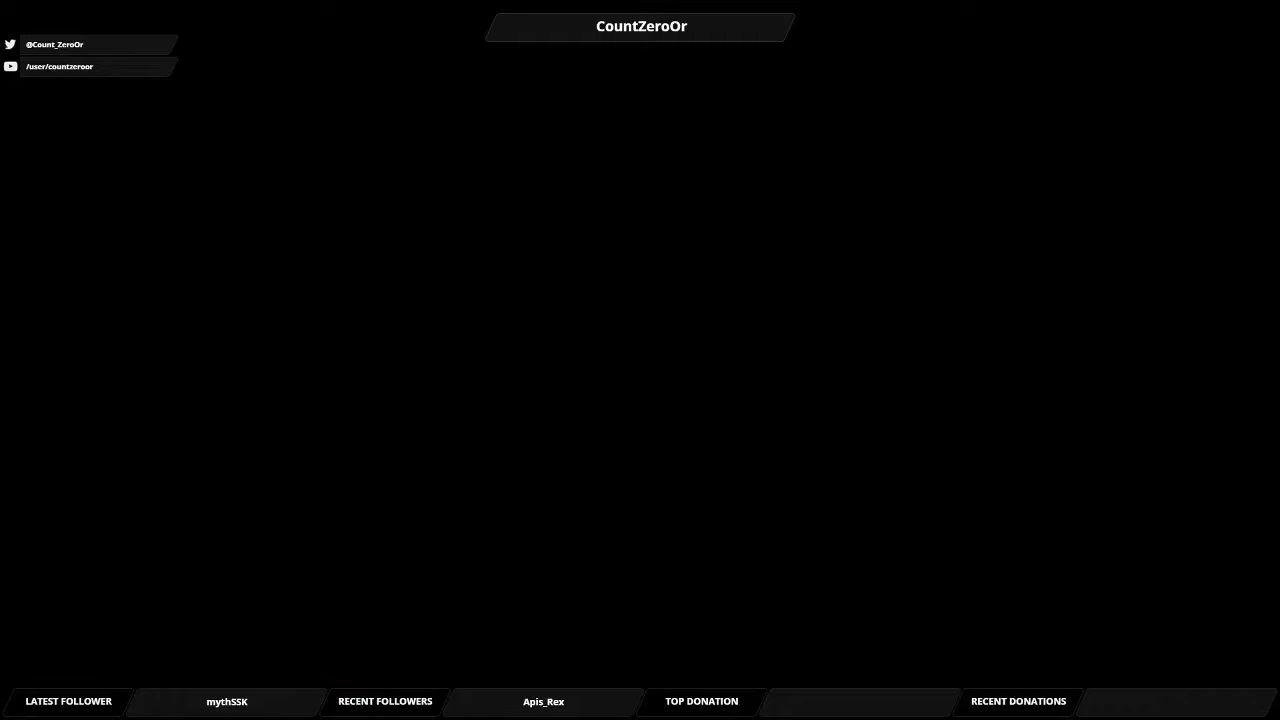 CountZeroOr
@Count_ZeroOr
/user/countzeroor
LATEST FOLLOWER mythSSK RECENT FOLLOWERS Apis_Rex TOP DONATION RECENT DONATIONS